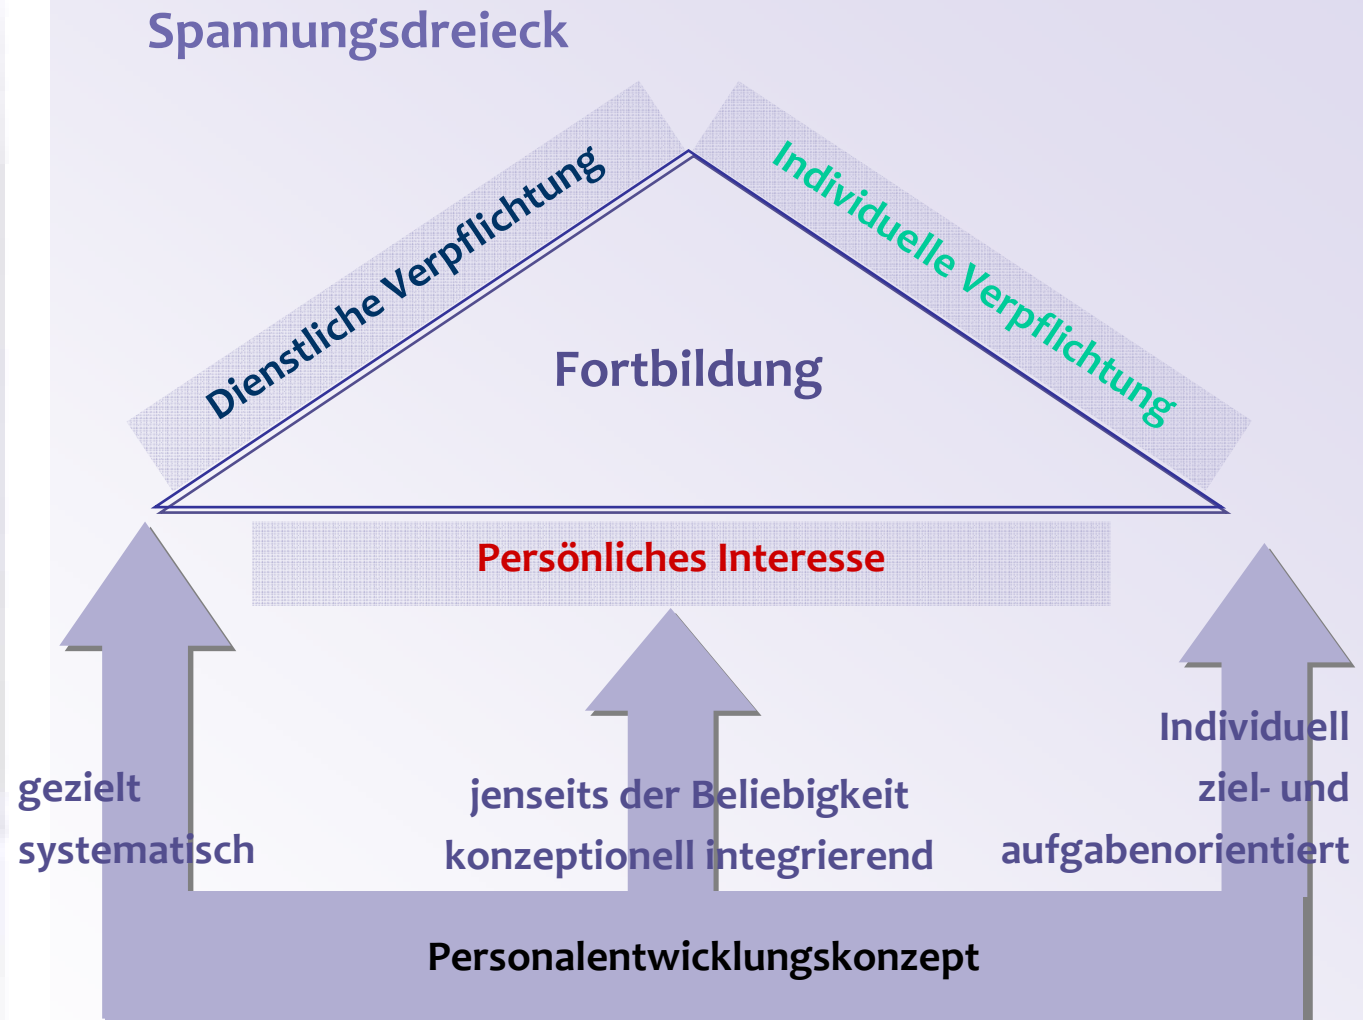 Spannungsdreieck
Dienstliche Verpflichtung
Individuelle Verpflichtung
Fortbildung
Persönliches Interesse
gezielt
systematisch
jenseits der Beliebigkeit
konzeptionell integrierend
Individuell
ziel- und
aufgabenorientiert
Personalentwicklungskonzept